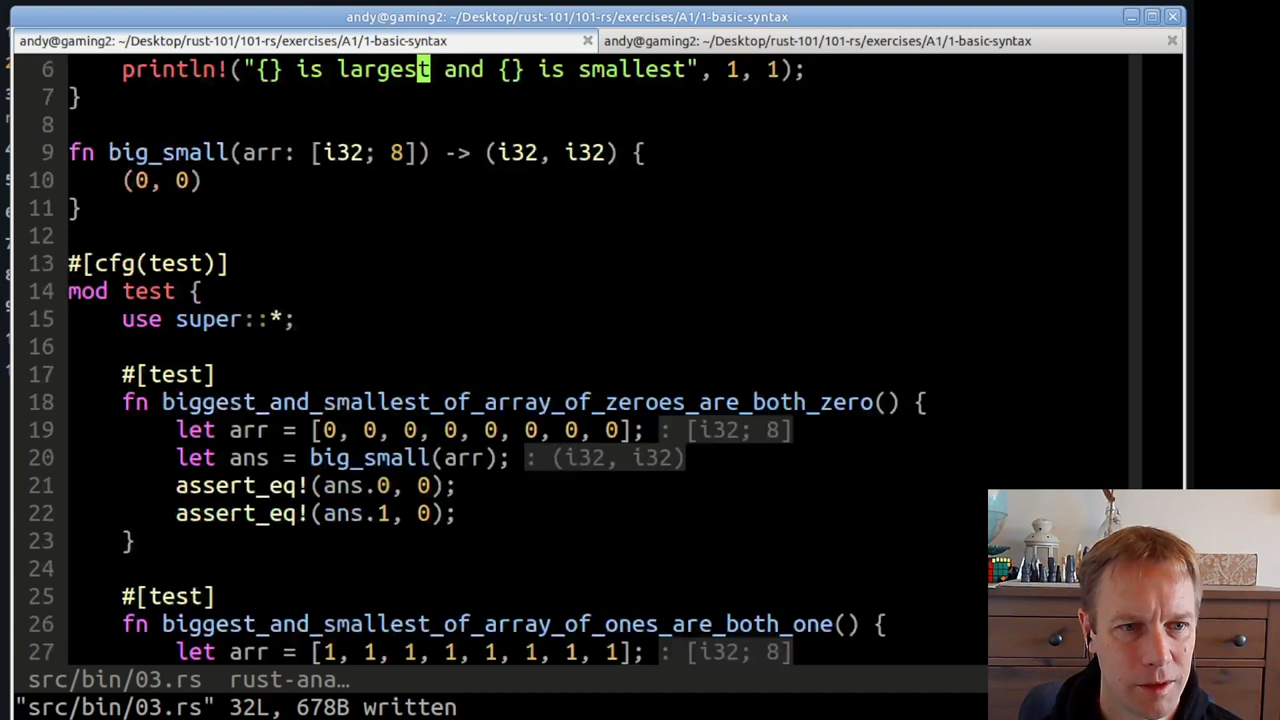 andy@gaming2: ~/Desktop/rust-101/101-rs/exercises/A1/1-basic-syntax
andy@gaming2: ~/Desktop/rust-101/101-rs/exercises/A1/1-basic-syntax
andy@gaming2: ~/Desktop/rust-101/101-rs/exercises/A1/1-basic-syntax
6     println!("{} is largest and {} is smallest", 1, 1);
7 }
8
9 fn big_small(arr: [i32; 8]) -> (i32, i32) {
10     (0, 0)
11 }
12
13 #[cfg(test)]
14 mod test {
15     use super::*;
16
17     #[test]
18     fn biggest_and_smallest_of_array_of_zeroes_are_both_zero() {
19         let arr = [0, 0, 0, 0, 0, 0, 0, 0]; : [i32; 8]
20         let ans = big_small(arr); : (i32, i32)
21         assert_eq!(ans.0, 0);
22         assert_eq!(ans.1, 0);
23     }
24
25     #[test]
26     fn biggest_and_smallest_of_array_of_ones_are_both_one() {
27         let arr = [1, 1, 1, 1, 1, 1, 1, 1]; : [i32; 8]
src/bin/03.rs  rust-ana…
"src/bin/03.rs" 32L, 678B written